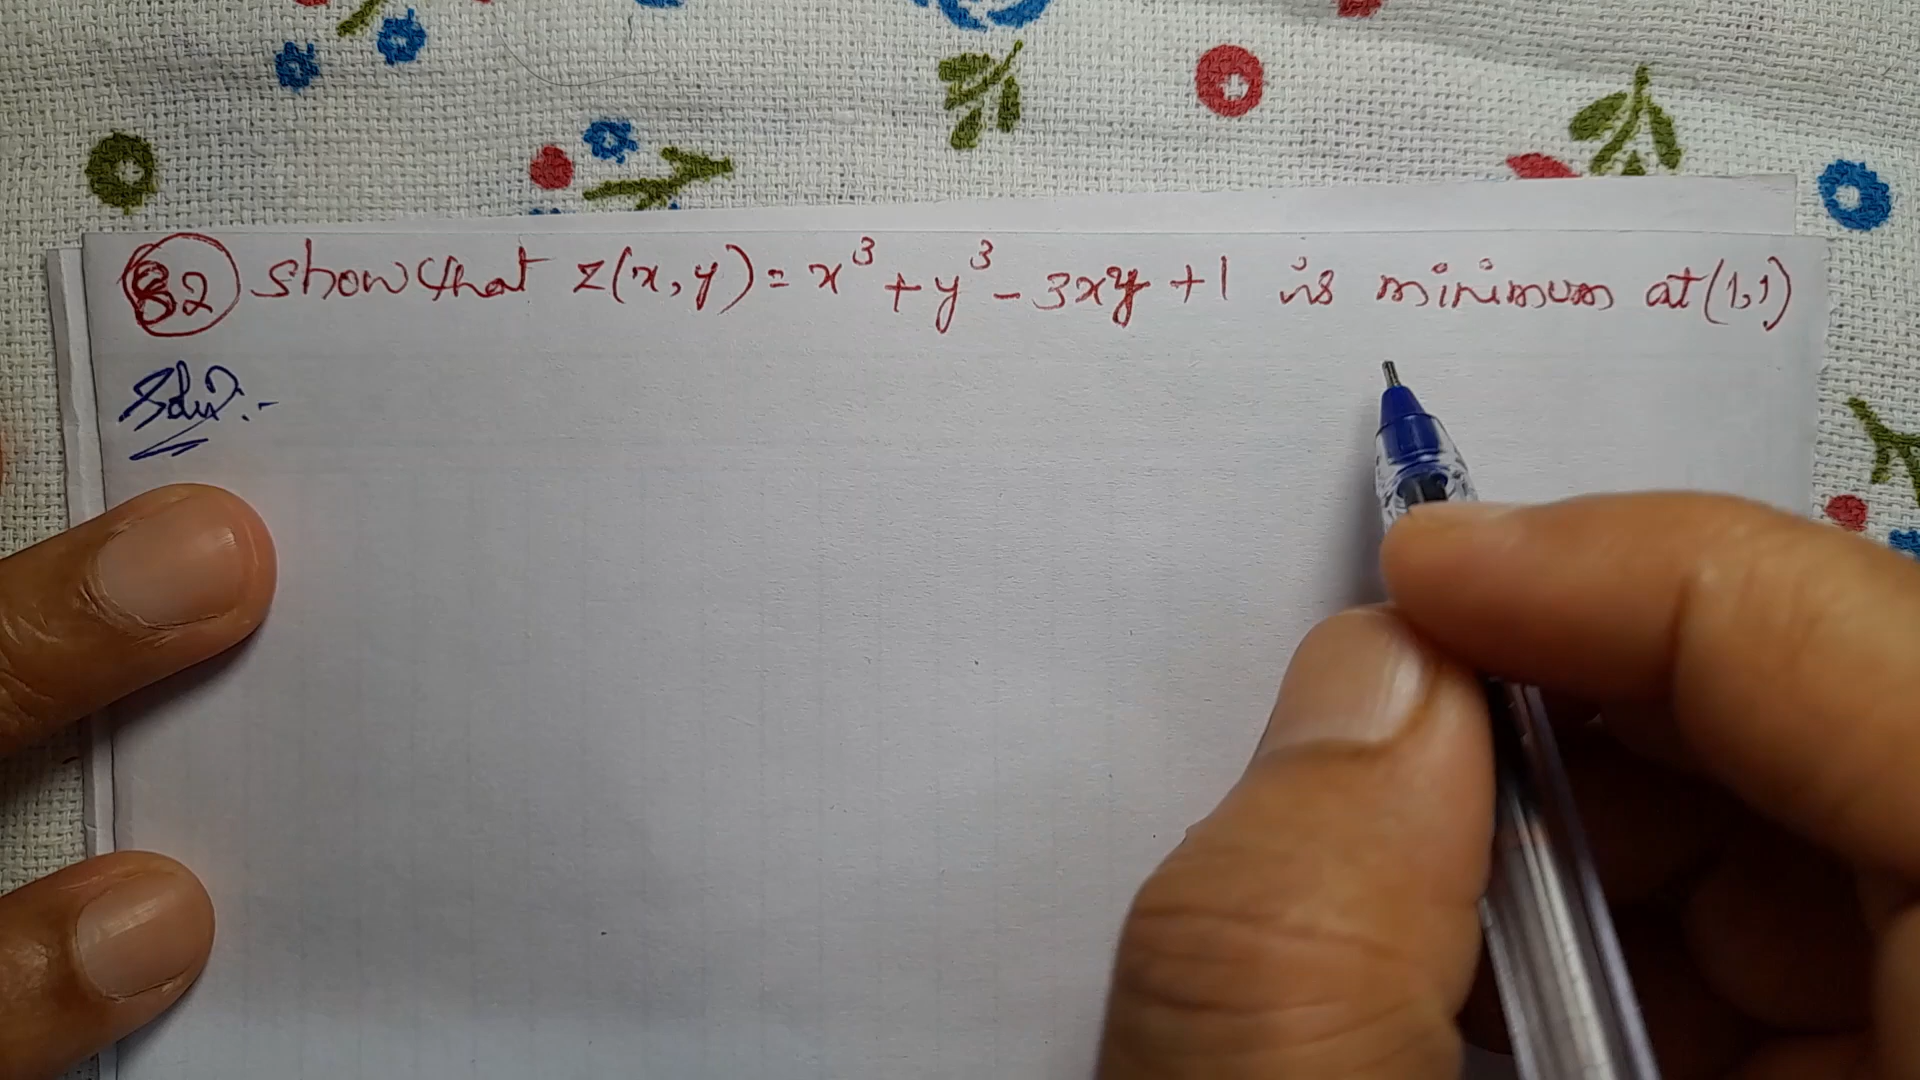 82 show that z(x,y) = x³ + y³ - 3xy + 1 is minimum at (1,1)
Soln:-